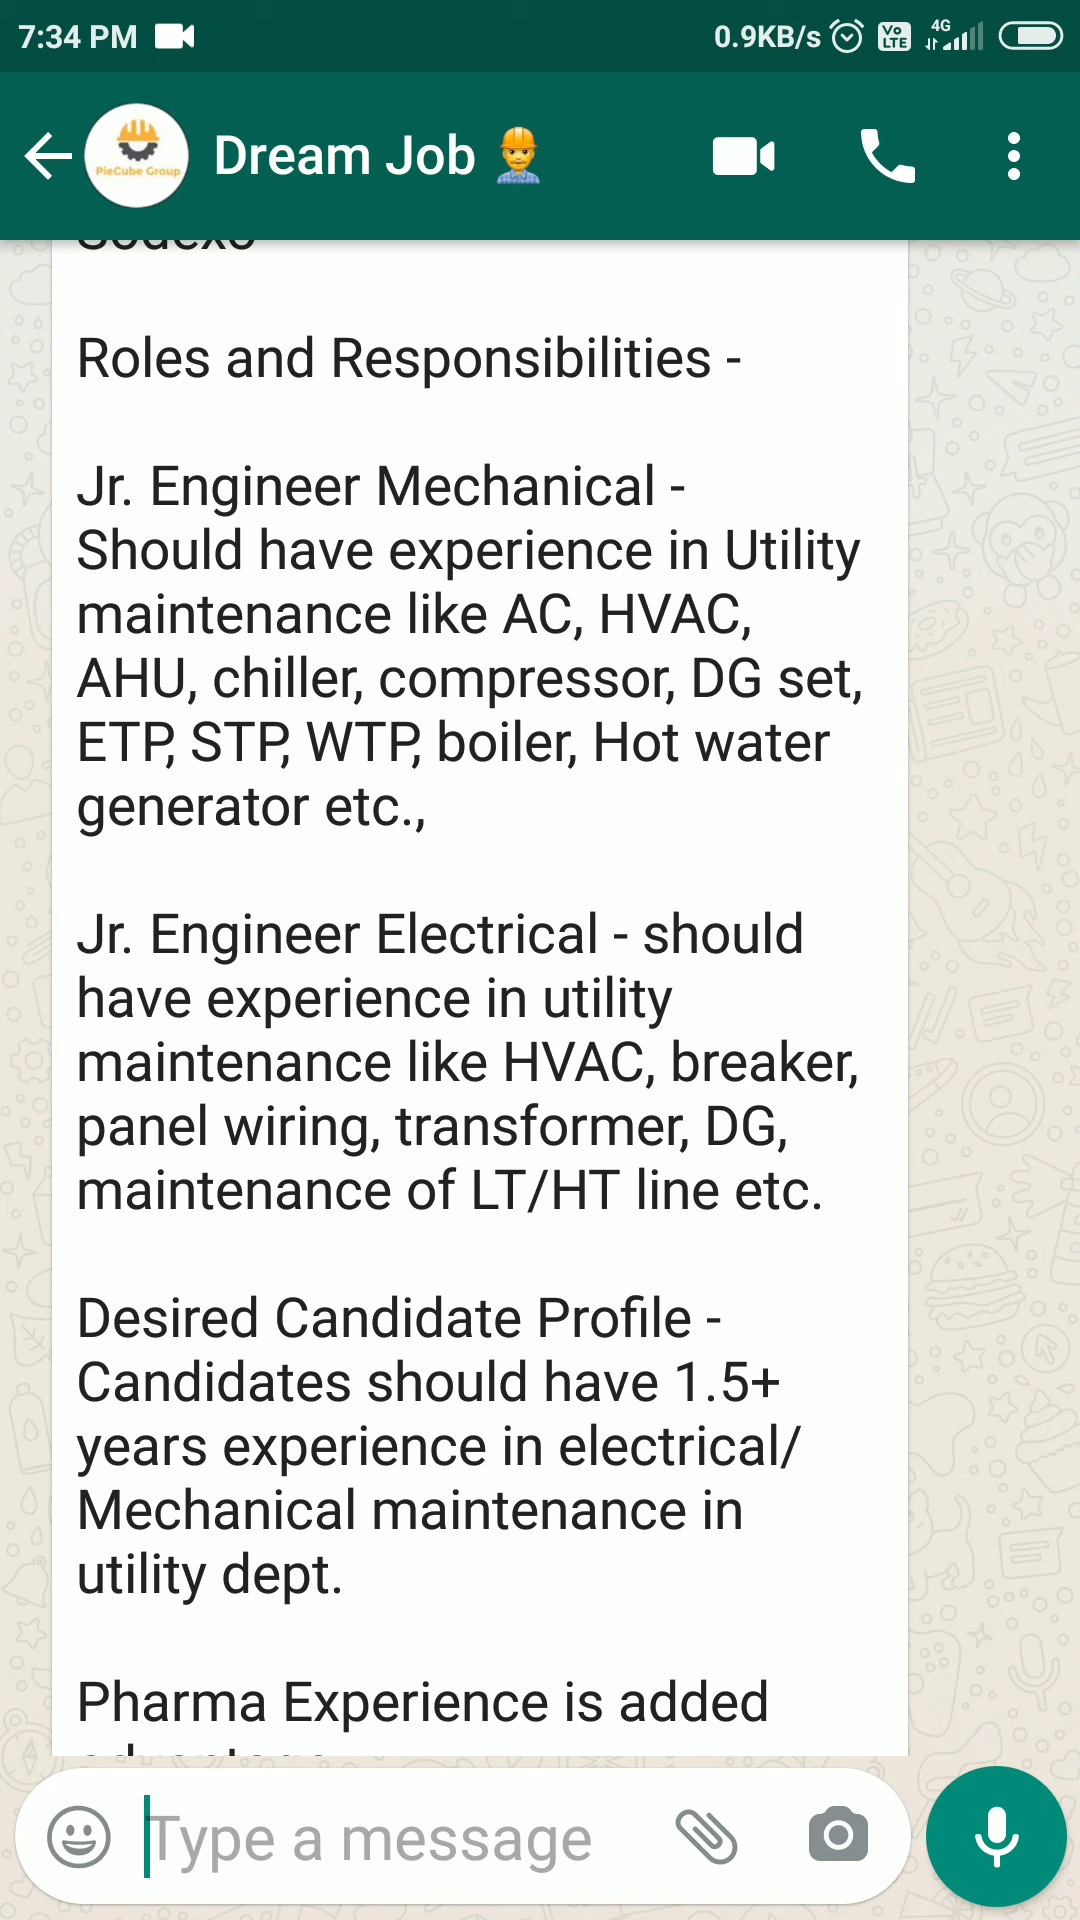 7:34 PM
0.9KB/s
Vo LTE
4G
PieCube Group
Dream Job 👷
Roles and Responsibilities -
Jr. Engineer Mechanical -
Should have experience in Utility
maintenance like AC, HVAC,
AHU, chiller, compressor, DG set,
ETP, STP, WTP, boiler, Hot water
generator etc.,
Jr. Engineer Electrical - should
have experience in utility
maintenance like HVAC, breaker,
panel wiring, transformer, DG,
maintenance of LT/HT line etc.
Desired Candidate Profile -
Candidates should have 1.5+
years experience in electrical/
Mechanical maintenance in
utility dept.
Pharma Experience is added
Type a message